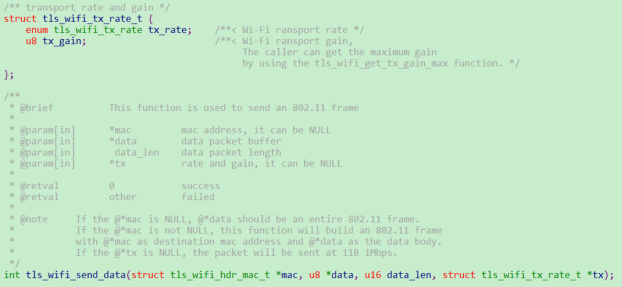 /** transport rate and gain */
struct tls_wifi_tx_rate_t {
    enum tls_wifi_tx_rate tx_rate;    /**< Wi-Fi ransport rate */
    u8 tx_gain;                       /**< Wi-Fi ransport gain,
                                           The caller can get the maximum gain
                                           by using the tls_wifi_get_tx_gain_max function. */
};
/**
 * @brief          This function is used to send an 802.11 frame
 *
 * @param[in]      *mac         mac address, it can be NULL
 * @param[in]      *data        data packet buffer
 * @param[in]       data_len    data packet length
 * @param[in]      *tx          rate and gain, it can be NULL
 *
 * @retval         0            success
 * @retval         other        failed
 *
 * @note     If the @*mac is NULL, @*data should be an entire 802.11 frame.
 *           If the @*mac is not NULL, this function will build an 802.11 frame
 *           with @*mac as destination mac address and @*data as the data body.
 *           If the @*tx is NULL, the packet will be sent at 11B 1Mbps.
 */
int tls_wifi_send_data(struct tls_wifi_hdr_mac_t *mac, u8 *data, u16 data_len, struct tls_wifi_tx_rate_t *tx);